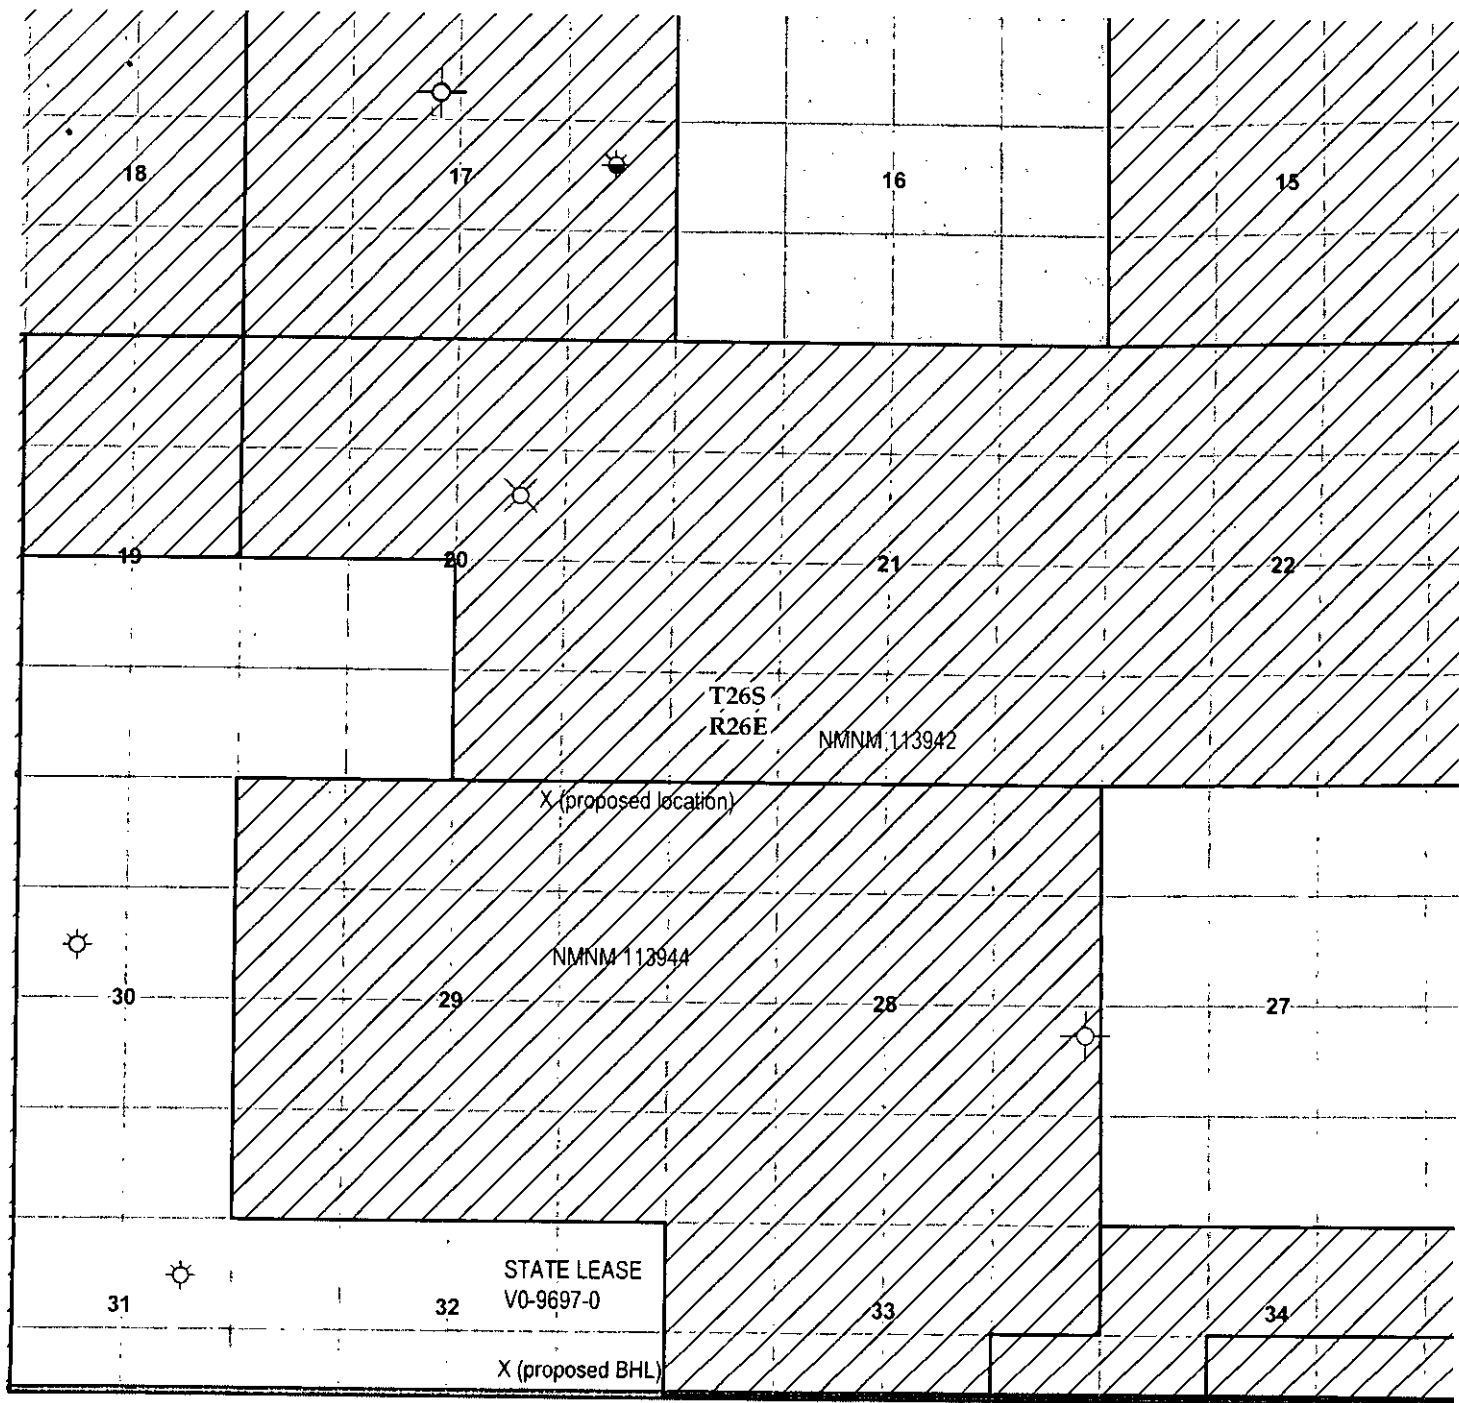 18
17
16
15
19
20
21
22
T26S
R26E
NMNM 113942
X (proposed location)
NMNM 113944
30
29
28
27
STATE LEASE
V0-9697-0
31
32
33
34
X (proposed BHL)